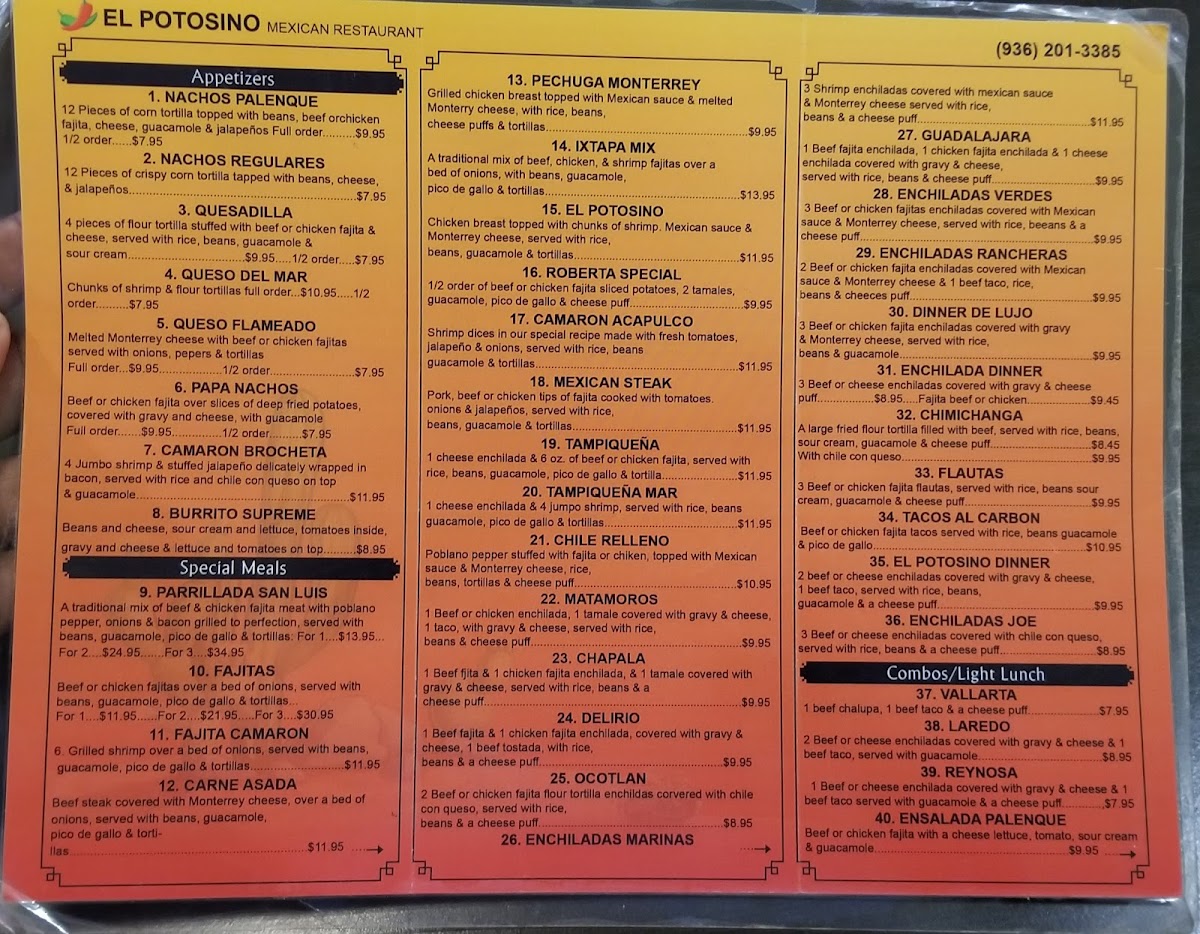 EL POTOSINO MEXICAN RESTAURANT
(936) 201-3385
Appetizers
1. NACHOS PALENQUE
12 Pieces of corn tortilla topped with beans, beef orchicken
fajita, cheese, guacamole & jalapeños Full order.........$9.95
1/2 order......$7.95
2. NACHOS REGULARES
12 Pieces of crispy corn tortilla tapped with beans, cheese,
& jalapeños..........................................................$7.95
3. QUESADILLA
4 pieces of flour tortilla stuffed with beef or chicken fajita &
cheese, served with rice, beans, guacamole &
sour cream..............................$9.95.....1/2 order.....$7.95
4. QUESO DEL MAR
Chunks of shrimp & flour tortillas full order...$10.95.....1/2
order.........$7.95
5. QUESO FLAMEADO
Melted Monterrey cheese with beef or chicken fajitas
served with onions, pepers & tortillas
Full order...$9.95................1/2 order......................$7.95
6. PAPA NACHOS
Beef or chicken fajita over slices of deep fried potatoes,
covered with gravy and cheese, with guacamole
Full order.......$9.95.............1/2 order.........$7.95
7. CAMARON BROCHETA
4 Jumbo shrimp & stuffed jalapeño delicately wrapped in
bacon, served with rice and chile con queso on top
& guacamole.......................................................$11.95
8. BURRITO SUPREME
Beans and cheese, sour cream and lettuce, tomatoes inside,
gravy and cheese & lettuce and tomatoes on top..........$8.95
Special Meals
9. PARRILLADA SAN LUIS
A traditional mix of beef & chicken fajita meat with poblano
pepper, onions & bacon grilled to perfection, served with
beans, guacamole, pico de gallo & tortillas: For 1....$13.95...
For 2....$24.95.......For 3....$34.95
10. FAJITAS
Beef or chicken fajitas over a bed of onions, served with
beans, guacamole, pico de gallo & tortillas...
For 1....$11.95......For 2....$21.95.....For 3....$30.95
11. FAJITA CAMARON
6. Grilled shrimp over a bed of onions, served with beans,
guacamole, pico de gallo & tortillas............................$11.95
12. CARNE ASADA
Beef steak covered with Monterrey cheese, over a bed of
onions, served with beans, guacamole,
pico de gallo & torti-
llas.....................................................................$11.95
13. PECHUGA MONTERREY
Grilled chicken breast topped with Mexican sauce & melted
Monterry cheese, with rice, beans,
cheese puffs & tortillas...............................................$9.95
14. IXTAPA MIX
A traditional mix of beef, chicken, & shrimp fajitas over a
bed of onions, with beans, guacamole,
pico de gallo & tortillas..............................................$13.95
15. EL POTOSINO
Chicken breast topped with chunks of shrimp. Mexican sauce &
Monterrey cheese, served with rice,
beans, guacamole & tortillas......................................$11.95
16. ROBERTA SPECIAL
1/2 order of beef or chicken fajita sliced potatoes, 2 tamales,
guacamole, pico de gallo & cheese puff...........................$9.95
17. CAMARON ACAPULCO
Shrimp dices in our special recipe made with fresh tomatoes,
jalapeño & onions, served with rice, beans
guacamole & tortillas................................................$11.95
18. MEXICAN STEAK
Pork, beef or chicken tips of fajita cooked with tomatoes.
onions & jalapeños, served with rice,
beans, guacamole & tortillas.....................................$11.95
19. TAMPIQUEÑA
1 cheese enchilada & 6 oz. of beef or chicken fajita, served with
rice, beans, guacamole, pico de gallo & tortilla..................$11.95
20. TAMPIQUEÑA MAR
1 cheese enchilada & 4 jumpo shrimp, served with rice, beans
guacamole, pico de gallo & tortillas................................$11.95
21. CHILE RELLENO
Poblano pepper stuffed with fajita or chiken, topped with Mexican
sauce & Monterrey cheese, rice,
beans, tortillas & cheese puff.....................................$10.95
22. MATAMOROS
1 Beef or chicken enchilada, 1 tamale covered with gravy & cheese,
1 taco, with gravy & cheese, served with rice,
beans & cheese puff.................................................$9.95
23. CHAPALA
1 Beef fjita & 1 chicken fajita enchilada, & 1 tamale covered with
gravy & cheese, served with rice, beans & a
cheese puff.............................................................$9.95
24. DELIRIO
1 Beef fajita & 1 chicken fajita enchilada, covered with gravy &
cheese, 1 beef tostada, with rice,
beans & a cheese puff...............................................$9.95
25. OCOTLAN
2 Beef or chicken fajita flour tortilla enchildas corvered with chile
con queso, served with rice,
beans & a cheese puff...............................................$8.95
26. ENCHILADAS MARINAS
3 Shrimp enchiladas covered with mexican sauce
& Monterrey cheese served with rice,
beans & a cheese puff..............................................$11.95
27. GUADALAJARA
1 Beef fajita enchilada, 1 chicken fajita enchilada & 1 cheese
enchilada covered with gravy & cheese,
served with rice, beans & cheese puff...........................$9.95
28. ENCHILADAS VERDES
3 Beef or chicken fajitas enchiladas covered with Mexican
sauce & Monterrey cheese, served with rice, beeans & a
cheese puff.............................................................$9.95
29. ENCHILADAS RANCHERAS
2 Beef or chicken fajita enchiladas covered with Mexican
sauce & Monterrey cheese & 1 beef taco, rice,
beans & cheeces puff................................................$9.95
30. DINNER DE LUJO
3 Beef or chicken fajita enchiladas covered with gravy
& Monterrey cheese, served with rice,
beans & guacamole..................................................$9.95
31. ENCHILADA DINNER
3 Beef or cheese enchiladas covered with gravy & cheese
puff...............$8.95.....Fajita beef or chicken................$9.45
32. CHIMICHANGA
A large fried flour tortilla filled with beef, served with rice, beans,
sour cream, guacamole & cheese puff...........................$8.45
With chile con queso.................................................$9.95
33. FLAUTAS
3 Beef or chicken fajita flautas, served with rice, beans sour
cream, guacamole & cheese puff..................................$9.95
34. TACOS AL CARBON
Beef or chicken fajita tacos served with rice, beans guacamole
& pico de gallo.......................................................$10.95
35. EL POTOSINO DINNER
2 beef or cheese enchiladas covered with gravy & cheese,
1 beef taco, served with rice, beans,
guacamole & a cheese puff.........................................$9.95
36. ENCHILADAS JOE
3 Beef or cheese enchiladas covered with chile con queso,
served with rice, beans & a cheese puff.........................$8.95
Combos/Light Lunch
37. VALLARTA
1 beef chalupa, 1 beef taco & a cheese puff....................$7.95
38. LAREDO
2 Beef or cheese enchiladas covered with gravy & cheese & 1
beef taco, served with guacamole.................................$8.95
39. REYNOSA
1 Beef or cheese enchilada covered with gravy & cheese & 1
beef taco served with guacamole & a cheese puff............$7.95
40. ENSALADA PALENQUE
Beef or chicken fajita with a cheese lettuce, tomato, sour cream
& guacamole..........................................................$9.95